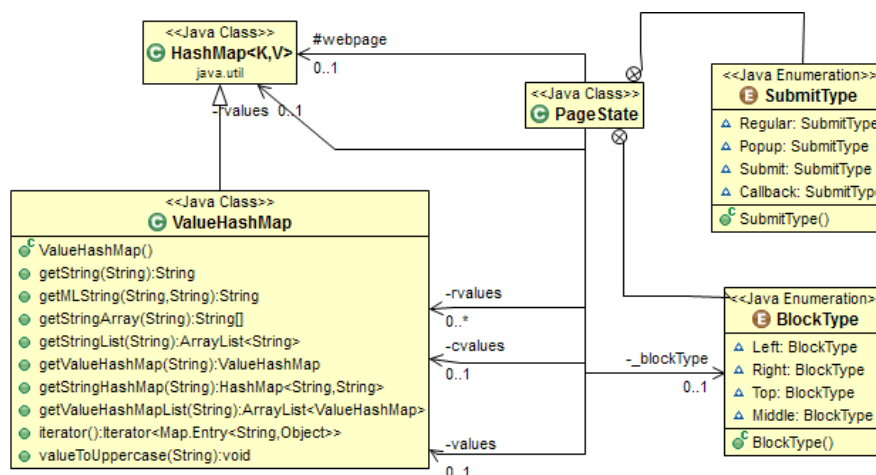 <<Java Class>>
HashMap<K,V>
java.util
#webpage
0..1
-rvalues 0..1
<<Java Class>>
PageState
<<Java Enumeration>>
SubmitType
Regular: SubmitType
Popup: SubmitType
Submit: SubmitType
Callback: SubmitType
SubmitType()
<<Java Class>>
ValueHashMap
ValueHashMap()
getString(String):String
getMLString(String,String):String
getStringArray(String):String[]
getStringList(String):ArrayList<String>
getValueHashMap(String):ValueHashMap
getStringHashMap(String):HashMap<String,String>
getValueHashMapList(String):ArrayList<ValueHashMap>
iterator():Iterator<Map.Entry<String,Object>>
valueToUppercase(String):void
-rvalues
0..*
-cvalues
0..1
-values
0..1
-_blockType
0..1
<<Java Enumeration>>
BlockType
Left: BlockType
Right: BlockType
Top: BlockType
Middle: BlockType
BlockType()